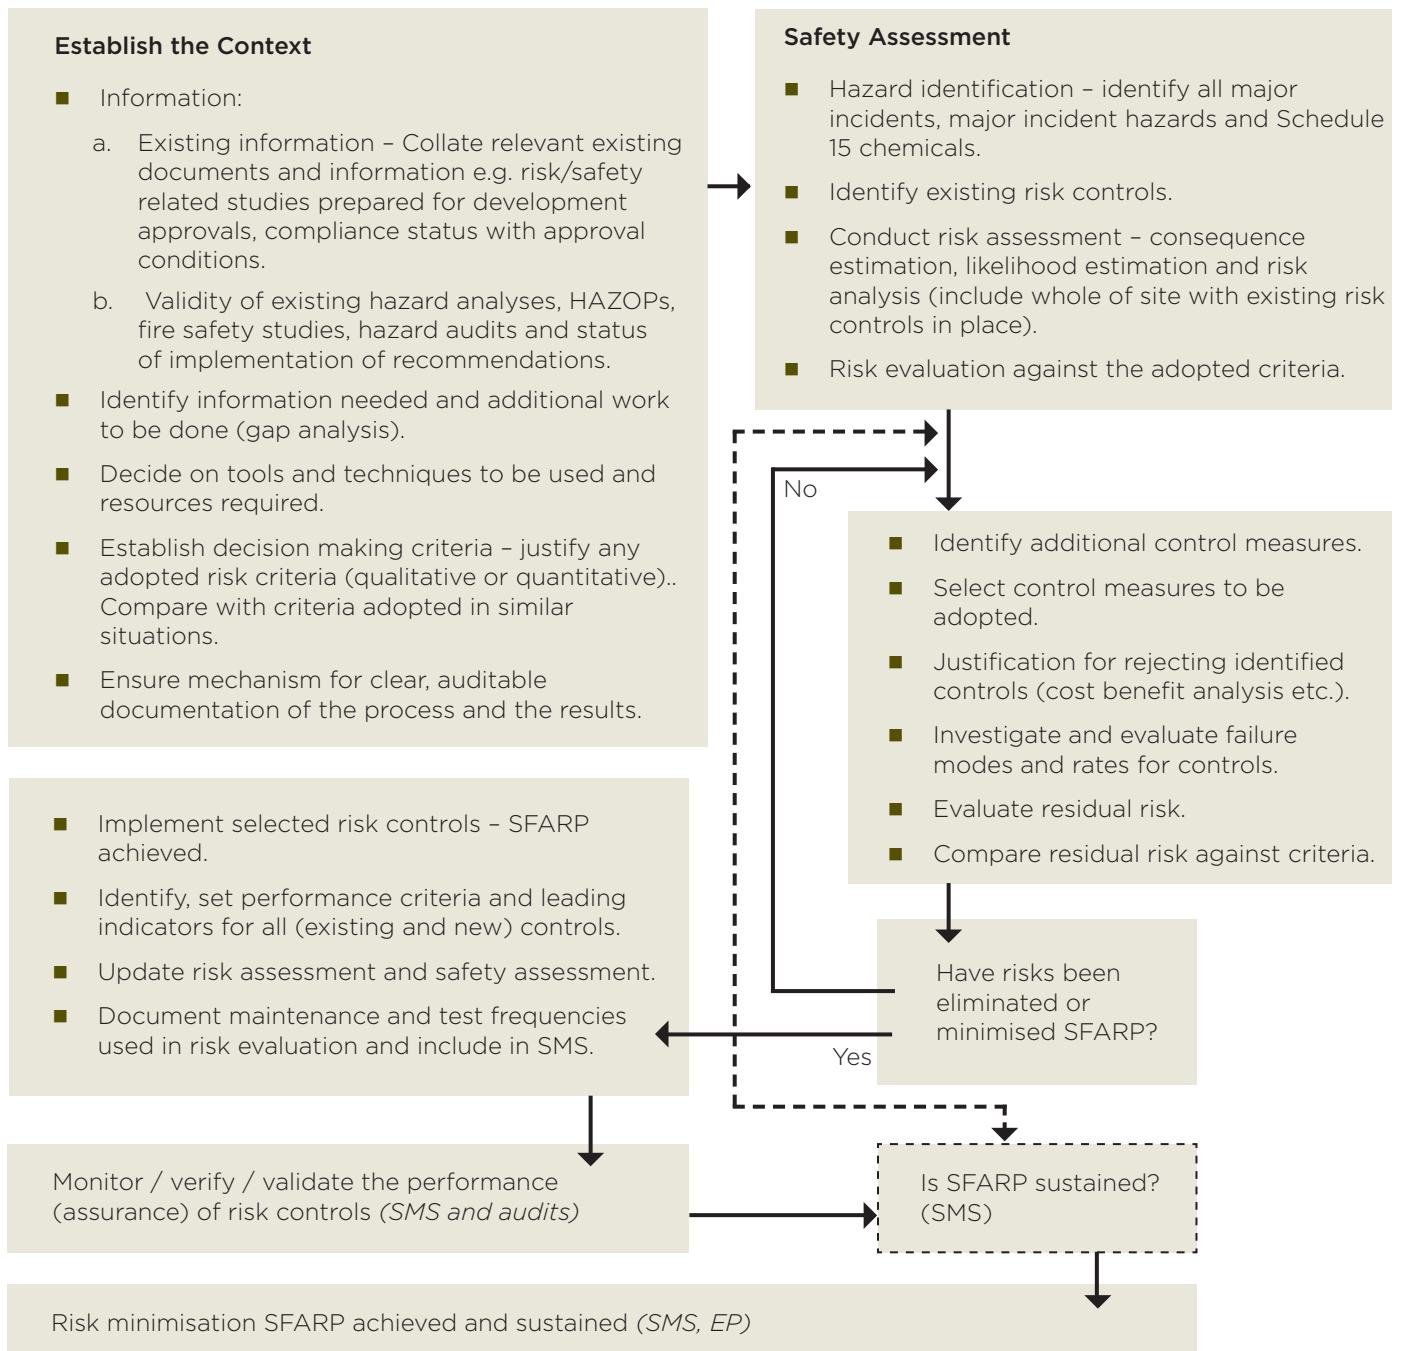 Establish the Context
Information:
a. Existing information – Collate relevant existing
documents and information e.g. risk/safety
related studies prepared for development
approvals, compliance status with approval
conditions.
b. Validity of existing hazard analyses, HAZOPs,
fire safety studies, hazard audits and status
of implementation of recommendations.
Identify information needed and additional work
to be done (gap analysis).
Decide on tools and techniques to be used and
resources required.
Establish decision making criteria – justify any
adopted risk criteria (qualitative or quantitative)..
Compare with criteria adopted in similar
situations.
Ensure mechanism for clear, auditable
documentation of the process and the results.
Safety Assessment
Hazard identification – identify all major
incidents, major incident hazards and Schedule
15 chemicals.
Identify existing risk controls.
Conduct risk assessment – consequence
estimation, likelihood estimation and risk
analysis (include whole of site with existing risk
controls in place).
Risk evaluation against the adopted criteria.
No
Identify additional control measures.
Select control measures to be
adopted.
Justification for rejecting identified
controls (cost benefit analysis etc.).
Investigate and evaluate failure
modes and rates for controls.
Evaluate residual risk.
Compare residual risk against criteria.
Have risks been
eliminated or
minimised SFARP?
Yes
Implement selected risk controls – SFARP
achieved.
Identify, set performance criteria and leading
indicators for all (existing and new) controls.
Update risk assessment and safety assessment.
Document maintenance and test frequencies
used in risk evaluation and include in SMS.
Monitor / verify / validate the performance
(assurance) of risk controls (SMS and audits)
Is SFARP sustained?
(SMS)
Risk minimisation SFARP achieved and sustained (SMS, EP)